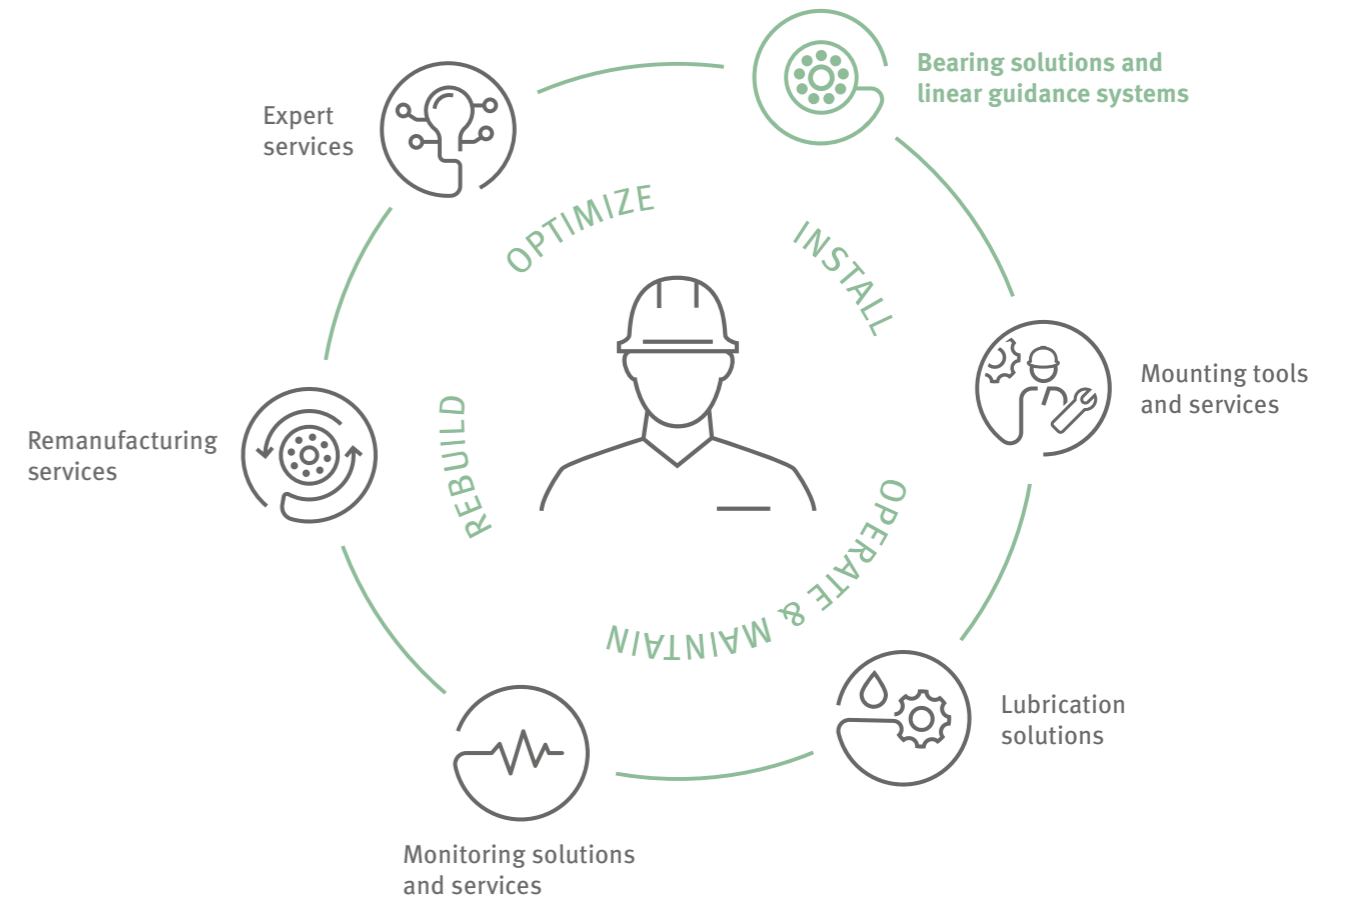 Bearing solutions and
linear guidance systems
Expert
services
OPTIMIZE
INSTALL
Mounting tools
and services
REBUILD
Remanufacturing
services
OPERATE & MAINTAIN
Lubrication
solutions
Monitoring solutions
and services